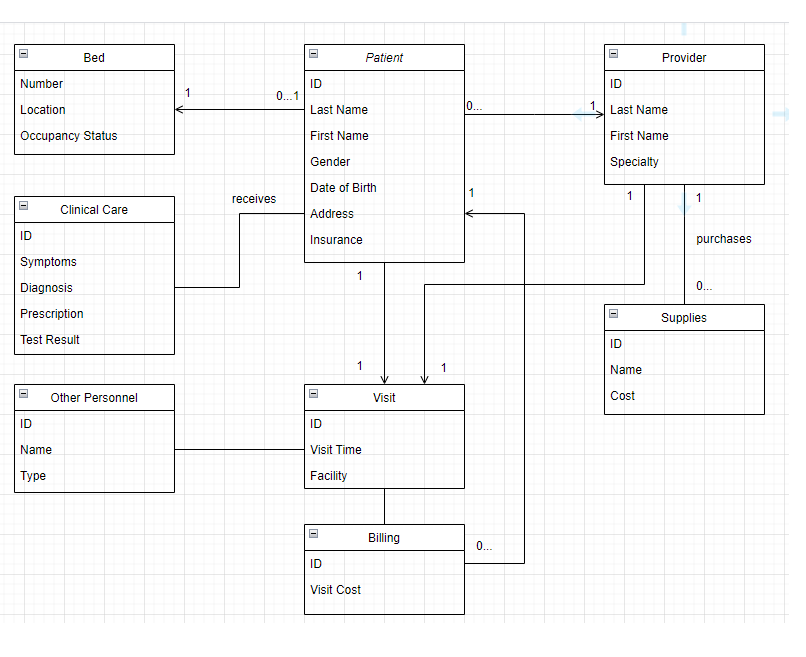 Bed
Number
Location
Occupancy Status
1
0...1
Patient
ID
Last Name
First Name
Gender
Date of Birth
Address
Insurance
0...
1
Provider
ID
Last Name
First Name
Specialty
Clinical Care
ID
Symptoms
Diagnosis
Prescription
Test Result
receives
1
1
1
purchases
0...
Supplies
ID
Name
Cost
1
1
1
Other Personnel
ID
Name
Type
Visit
ID
Visit Time
Facility
Billing
ID
Visit Cost
0...